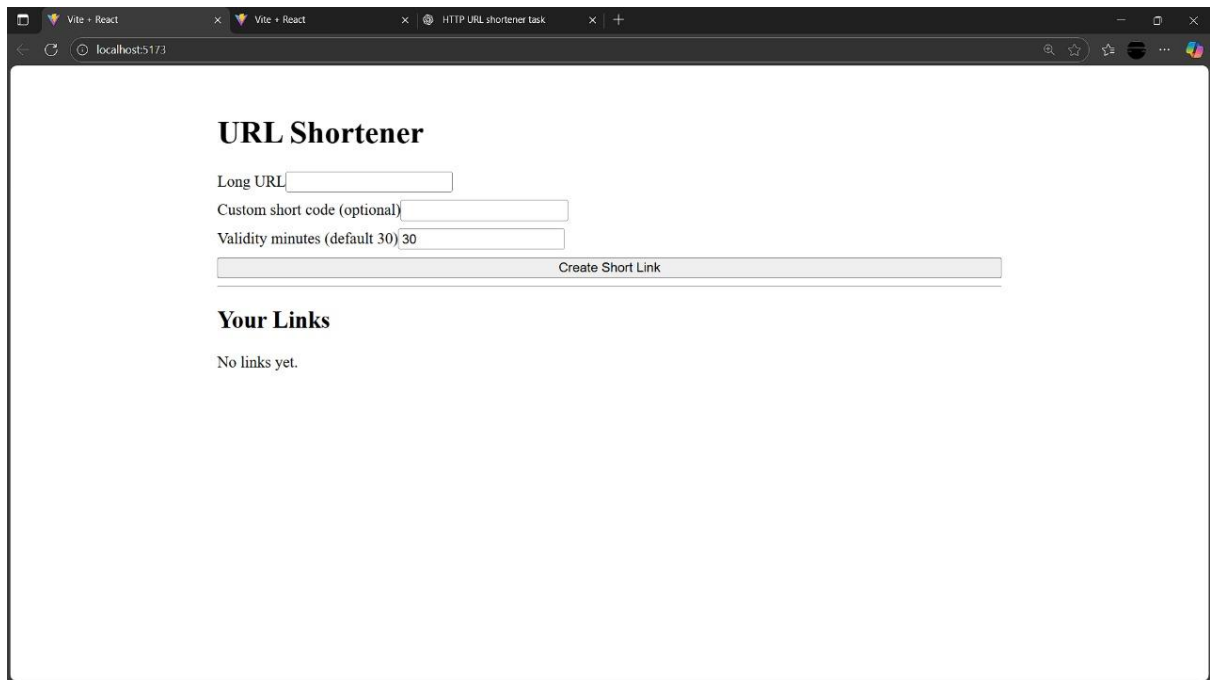 Vite + React
Vite + React
HTTP URL shortener task
localhost:5173
URL Shortener
Long URL
Custom short code (optional)
Validity minutes (default 30) 30
Create Short Link
Your Links
No links yet.